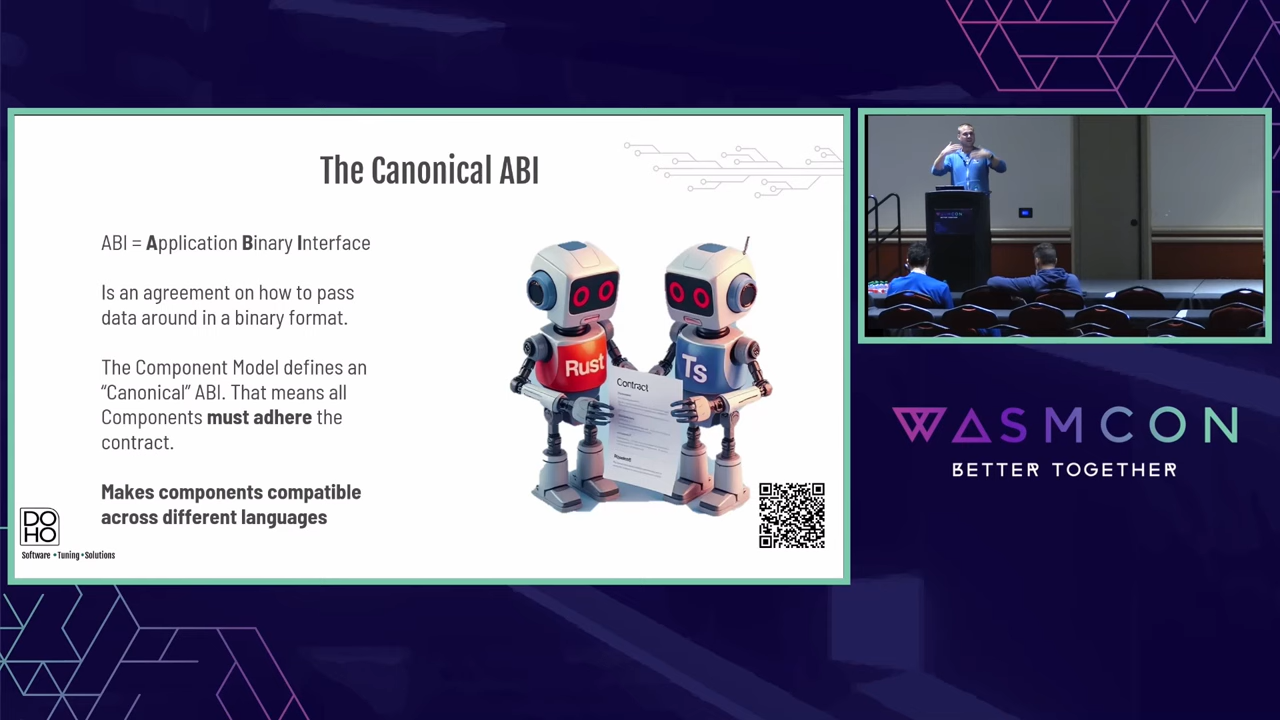 The Canonical ABI
ABI = Application Binary Interface
Is an agreement on how to pass
data around in a binary format.
The Component Model defines an
“Canonical” ABI. That means all
Components must adhere the
contract.
Makes components compatible
across different languages
Rust
Ts
Contract
DO
HO
Software • Tuning • Solutions
WASMCON
WASMCON
BETTER TOGETHER